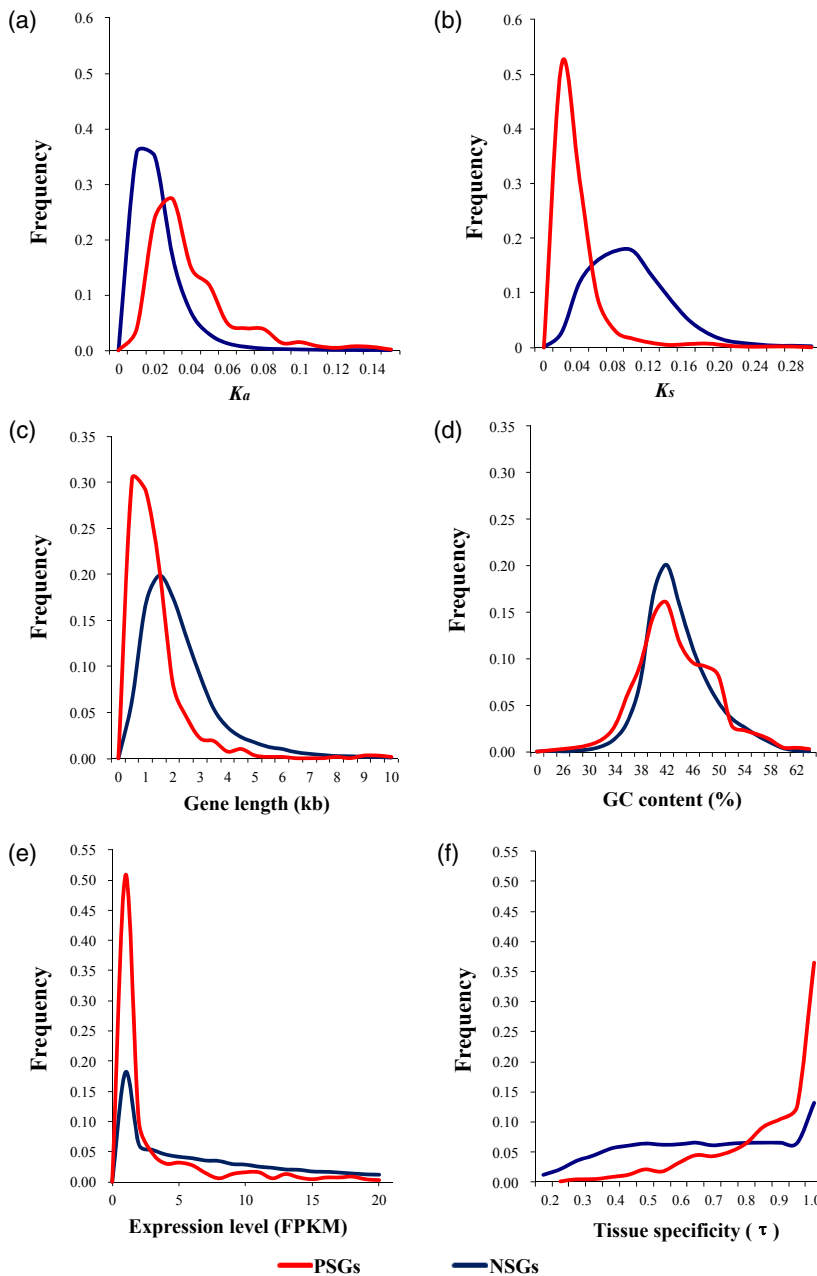 (a)
0.6
0.5
0.4
0.3
0.2
0.1
0.0
Frequency
0 0.02 0.04 0.06 0.08 0.10 0.12 0.14
Ka
(b)
0.6
0.5
0.4
0.3
0.2
0.1
0
Frequency
0 0.04 0.08 0.12 0.16 0.20 0.24 0.28
Ks
(c)
0.35
0.30
0.25
0.20
0.15
0.10
0.05
0.00
Frequency
0 1 2 3 4 5 6 7 8 9 10
Gene length (kb)
(d)
0.35
0.30
0.25
0.20
0.15
0.10
0.05
0.00
Frequency
0 26 30 34 38 42 46 50 54 58 62
GC content (%)
(e)
0.55
0.50
0.45
0.40
0.35
0.30
0.25
0.20
0.15
0.10
0.05
0.00
Frequency
0 5 10 15 20
Expression level (FPKM)
(f)
0.55
0.50
0.45
0.40
0.35
0.30
0.25
0.20
0.15
0.10
0.05
0.00
Frequency
0.2 0.3 0.4 0.5 0.6 0.7 0.8 0.9 1.0
Tissue specificity ( τ )
PSGs NSGs